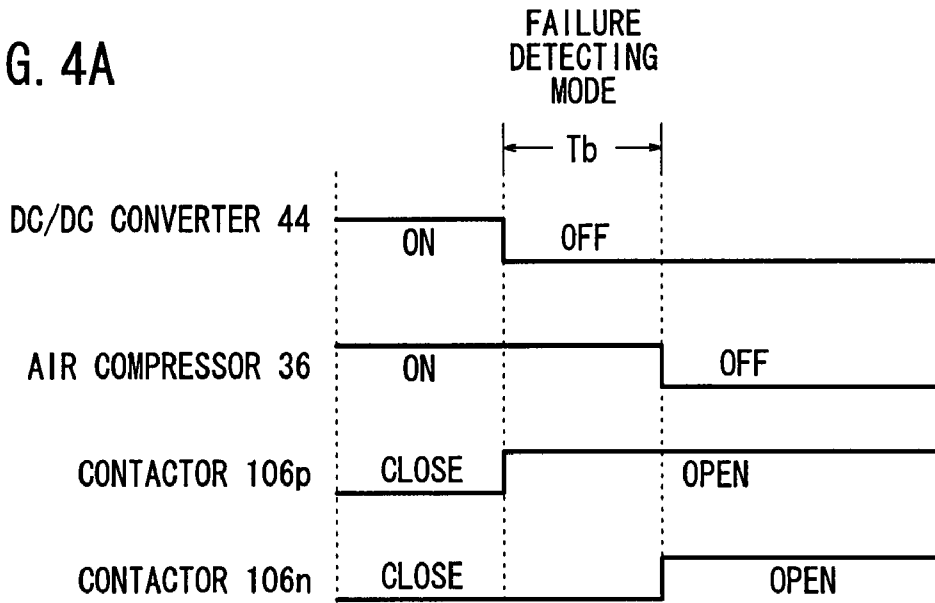 G. 4A
FAILURE
DETECTING
MODE
Tb
DC/DC CONVERTER 44
ON
OFF
AIR COMPRESSOR 36
ON
OFF
CONTACTOR 106p
CLOSE
OPEN
CONTACTOR 106n
CLOSE
OPEN